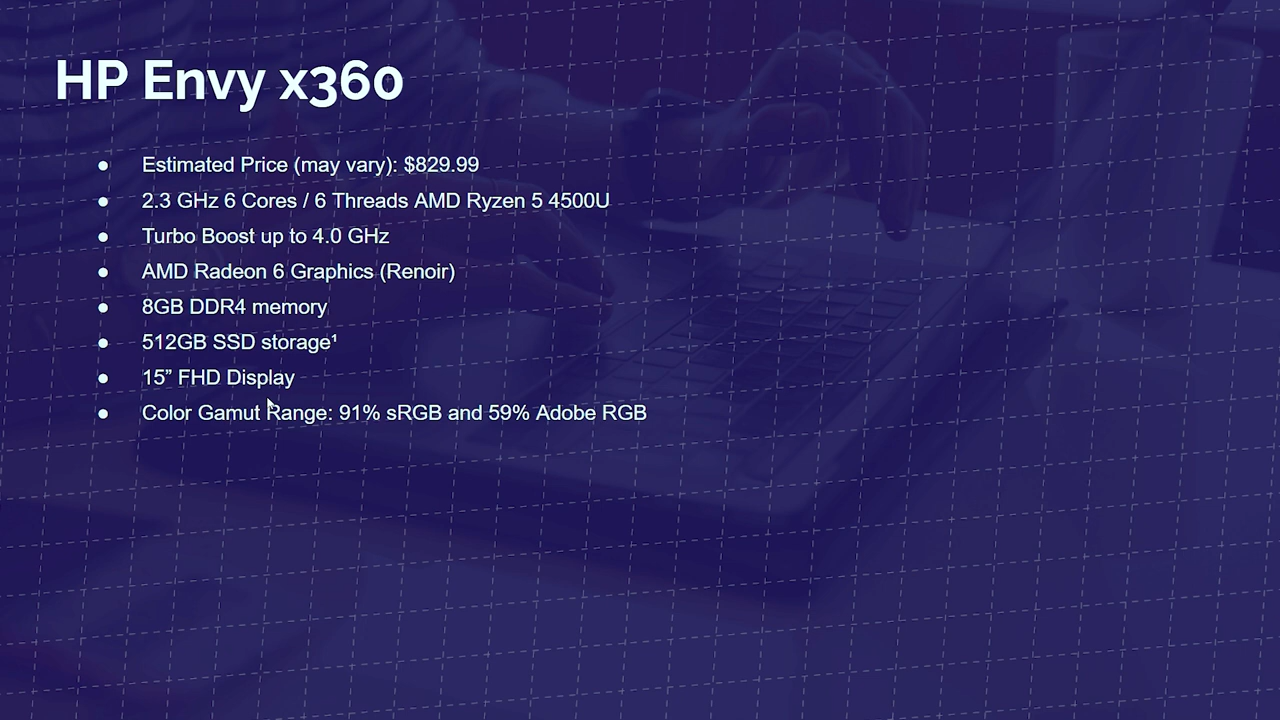 HP Envy x360
● Estimated Price (may vary): $829.99
● 2.3 GHz 6 Cores / 6 Threads AMD Ryzen 5 4500U
● Turbo Boost up to 4.0 GHz
● AMD Radeon 6 Graphics (Renoir)
● 8GB DDR4 memory
● 512GB SSD storage¹
● 15” FHD Display
● Color Gamut Range: 91% sRGB and 59% Adobe RGB